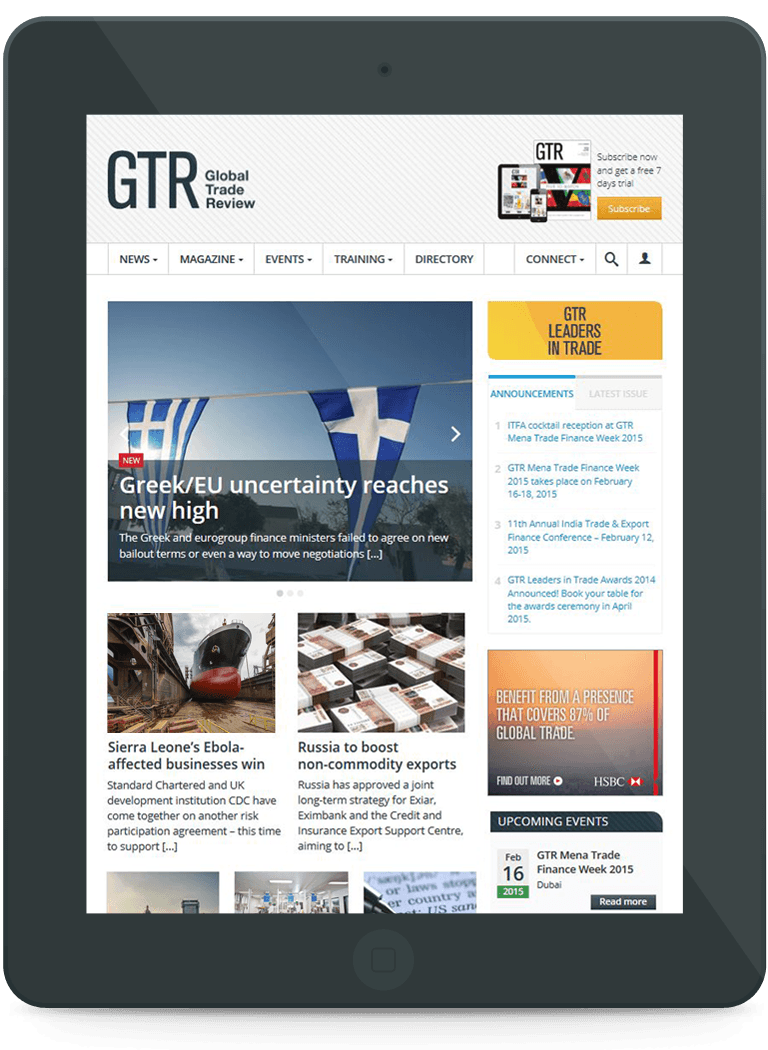 GTR Global
Trade
Review
GTR
Subscribe now
and get a free 7
days trial
Subscribe
NEWS
MAGAZINE
EVENTS
TRAINING
DIRECTORY
CONNECT
NEW
Greek/EU uncertainty reaches
new high
The Greek and eurogroup finance ministers failed to agree on new
bailout terms or even a way to move negotiations [...]
GTR
LEADERS
IN TRADE
ANNOUNCEMENTS
LATEST ISSUE
1 ITFA cocktail reception at GTR
Mena Trade Finance Week 2015
2 GTR Mena Trade Finance Week
2015 takes place on February
16-18, 2015
3 11th Annual India Trade & Export
Finance Conference – February 12,
2015
4 GTR Leaders in Trade Awards 2014
Announced! Book your table for
the awards ceremony in April
2015.
Sierra Leone's Ebola-
affected businesses win
Standard Chartered and UK
development institution CDC have
come together on another risk
participation agreement – this time
to support [...]
Russia to boost
non-commodity exports
Russia has approved a joint
long-term strategy for Exiar,
Eximbank and the Credit and
Insurance Export Support Centre,
aiming to [...]
BENEFIT FROM A PRESENCE
THAT COVERS 87% OF
GLOBAL TRADE.
FIND OUT MORE
HSBC
UPCOMING EVENTS
Feb
16
2015
GTR Mena Trade
Finance Week 2015
Dubai
Read more
or laws stopp
er country a
US san